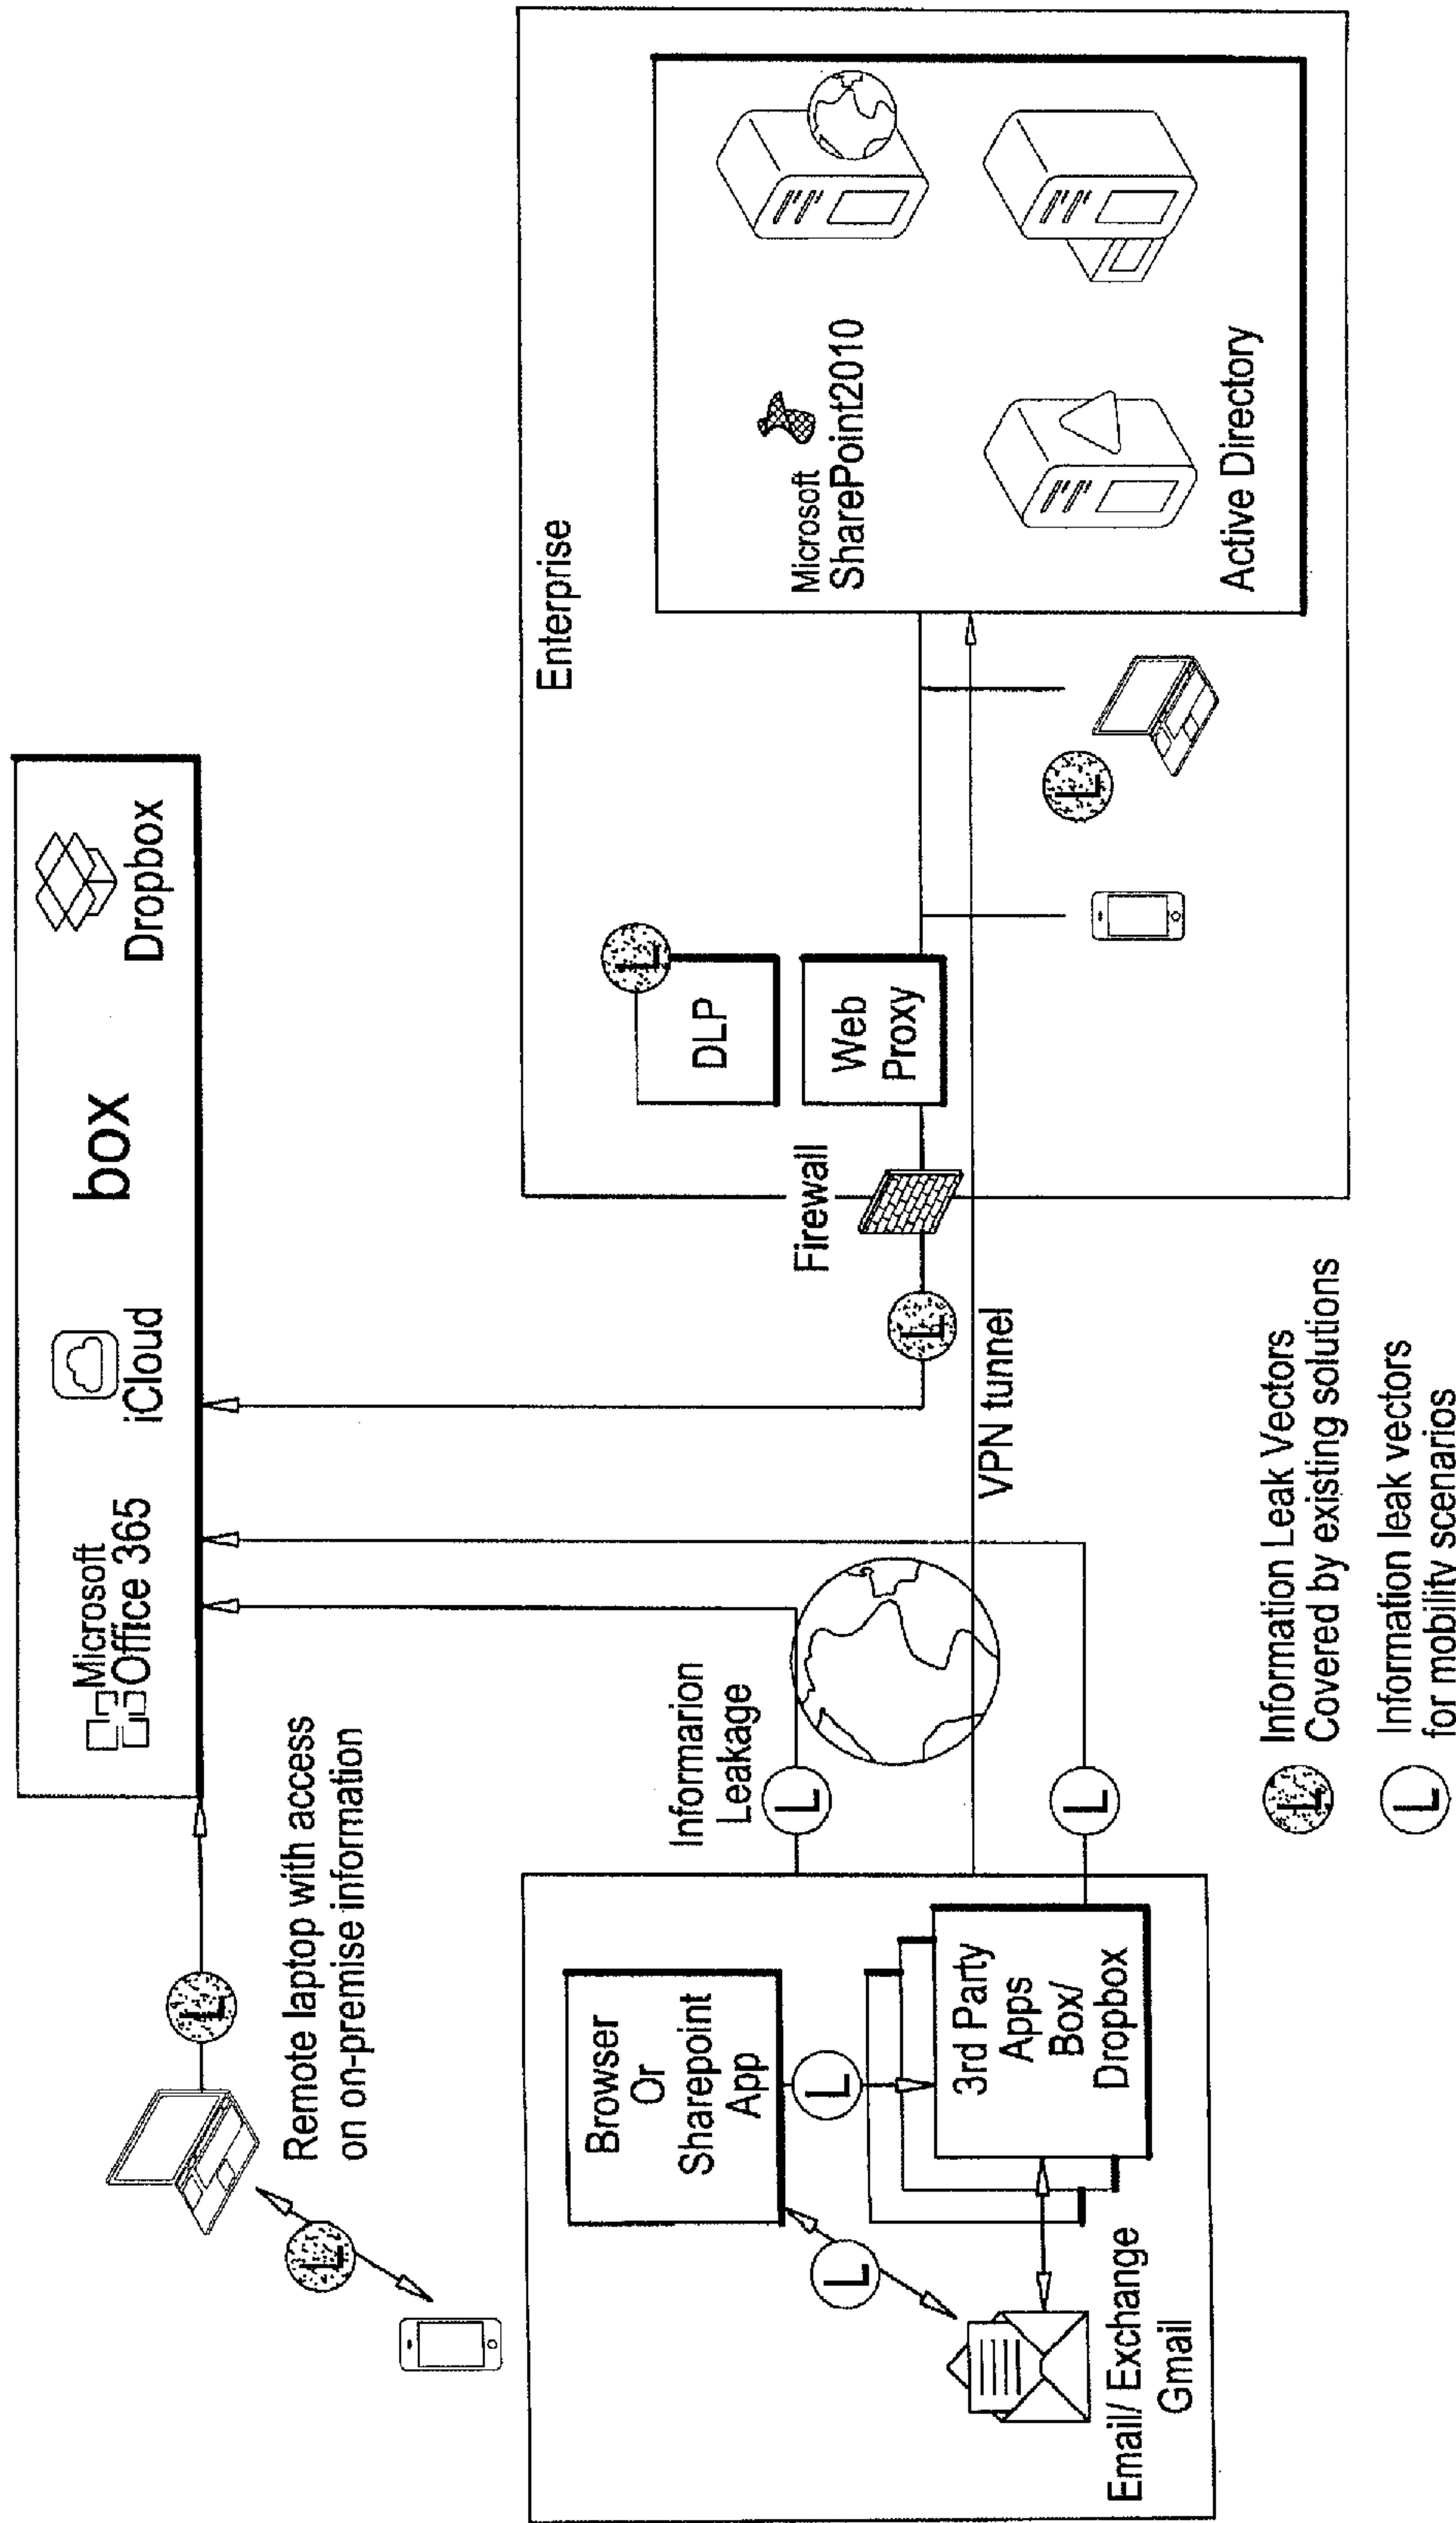 Microsoft
Office 365
iCloud
box
Dropbox
L
Remote laptop with access
on on-premise information
L
Informarion
Leakage
L
Browser
Or
Sharepoint
App
L
L
3rd Party
Apps
Box/
Dropbox
L
Email/ Exchange
Gmail
VPN tunnel
Firewall
L
Enterprise
DLP
L
Web
Proxy
L
Microsoft
SharePoint2010
Active Directory
L
Information Leak Vectors
Covered by existing solutions
L
Information leak vectors
for mobility scenarios